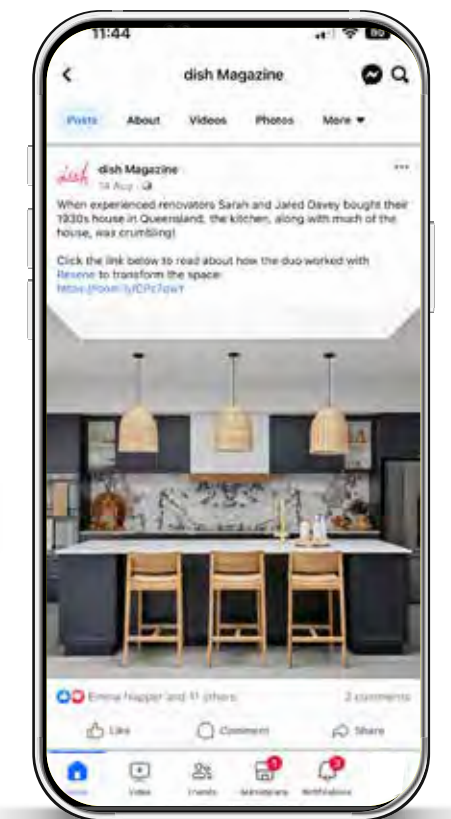 11:44
80
dish Magazine
Posts About Videos Photos More
dish
dish Magazine
14 Aug
When experienced renovators Sarah and Jared Davey bought their
1930s house in Queensland, the kitchen, along with much of the
house, was crumbling!
Click the link below to read about how the duo worked with
Resene to transform the space:
Emma Napper and 11 others
2 comments
Like Comment Share
Home Video Friends Marketplace Notifications